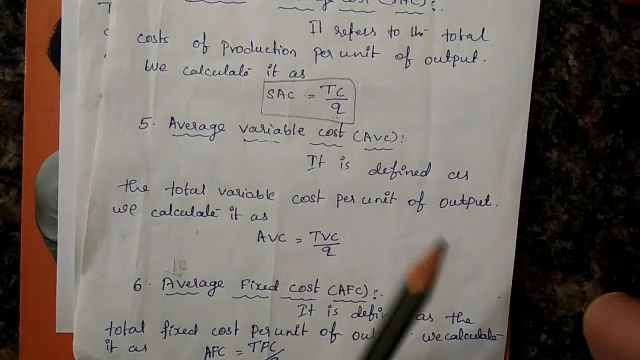 (SAC):
It refers to the total
costs of production per unit of output.
We calculate it as
SAC = TC/q
5. Average variable cost (AVC):
It is defined as
the total variable cost per unit of output.
we calculate it as
AVC = TVC/q
10
6. Average Fixed cost (AFC):
It is as the
total fixed cost per unit of we calculate
it as AFC = TFC/